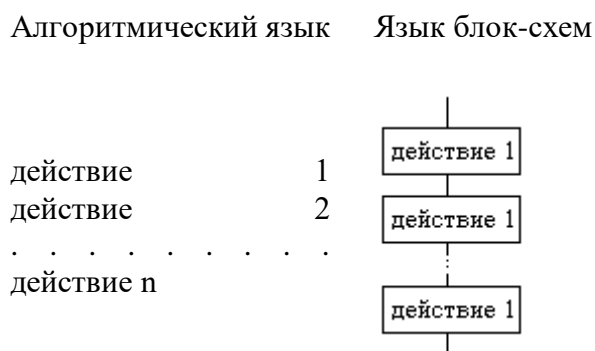 Алгоритмический язык Язык блок-схем
действие 1
действие 2
. . . . . . . . .
действие n
действие 1
действие 1
действие 1